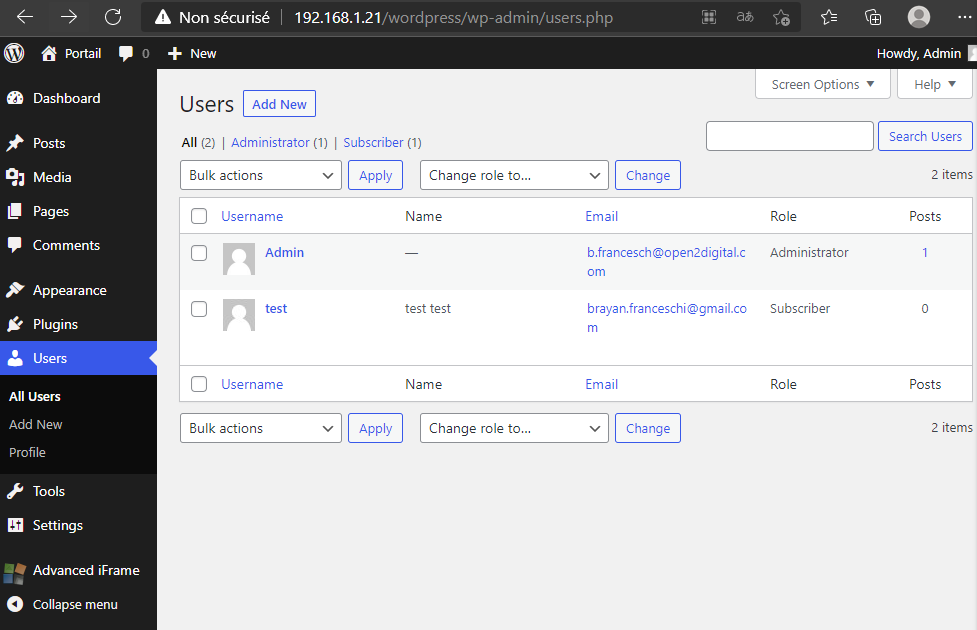 Non sécurisé 192.168.1.21/wordpress/wp-admin/users.php aあ
Portail 0 New Howdy, Admin
Screen Options Help
Dashboard
Posts
Media
Pages
Comments
Appearance
Plugins
Users
All Users
Add New
Profile
Tools
Settings
Advanced iFrame
Collapse menu
Users Add New
All (2) | Administrator (1) | Subscriber (1)
Search Users
Bulk actions Apply Change role to... Change 2 items
Username Name Email Role Posts
Admin — b.francesch@open2digital.c Administrator 1
om
test test test brayan.franceschi@gmail.co Subscriber 0
m
Username Name Email Role Posts
Bulk actions Apply Change role to... Change 2 items